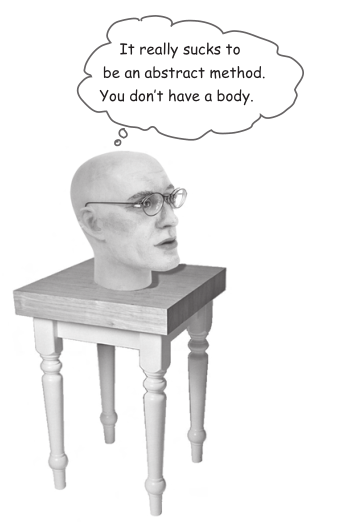 It really sucks to
be an abstract method.
You don't have a body.